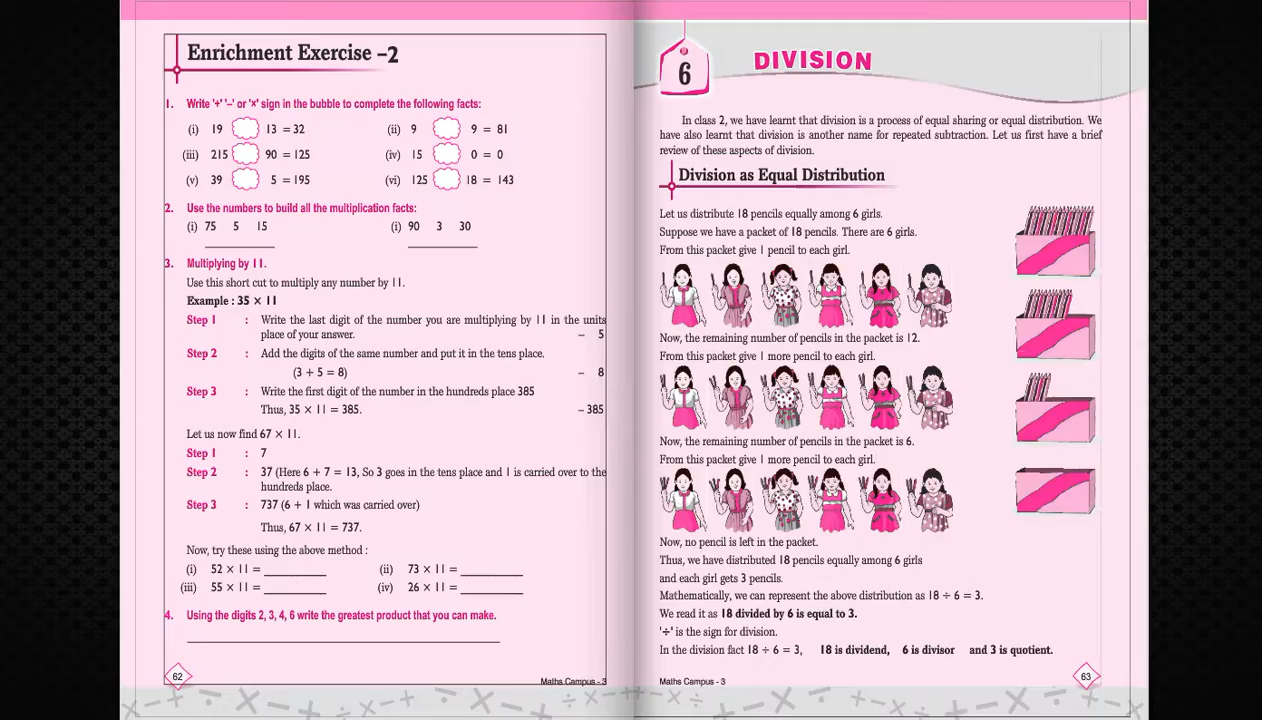 Enrichment Exercise –2
1. Write '+' '–' or '×' sign in the bubble to complete the following facts:
(i) 19 13 = 32 (ii) 9 9 = 81
(iii) 215 90 = 125 (iv) 15 0 = 0
(v) 39 5 = 195 (vi) 125 18 = 143
2. Use the numbers to build all the multiplication facts:
(i) 75 5 15 (i) 90 3 30
3. Multiplying by 11.
Use this short cut to multiply any number by 11.
Example : 35 × 11
Step 1 : Write the last digit of the number you are multiplying by 11 in the units
place of your answer. – 5
Step 2 : Add the digits of the same number and put it in the tens place.
(3 + 5 = 8) – 8
Step 3 : Write the first digit of the number in the hundreds place 385
Thus, 35 × 11 = 385. – 385
Let us now find 67 × 11.
Step 1 : 7
Step 2 : 37 (Here 6 + 7 = 13, So 3 goes in the tens place and 1 is carried over to the
hundreds place.
Step 3 : 737 (6 + 1 which was carried over)
Thus, 67 × 11 = 737.
Now, try these using the above method :
(i) 52 × 11 = __________ (ii) 73 × 11 = __________
(iii) 55 × 11 = __________ (iv) 26 × 11 = __________
4. Using the digits 2, 3, 4, 6 write the greatest product that you can make.
62
Maths Campus - 3
6
DIVISION
In class 2, we have learnt that division is a process of equal sharing or equal distribution. We
have also learnt that division is another name for repeated subtraction. Let us first have a brief
review of these aspects of division.
Division as Equal Distribution
Let us distribute 18 pencils equally among 6 girls.
Suppose we have a packet of 18 pencils. There are 6 girls.
From this packet give 1 pencil to each girl.
Now, the remaining number of pencils in the packet is 12.
From this packet give 1 more pencil to each girl.
Now, the remaining number of pencils in the packet is 6.
From this packet give 1 more pencil to each girl.
Now, no pencil is left in the packet.
Thus, we have distributed 18 pencils equally among 6 girls
and each girl gets 3 pencils.
Mathematically, we can represent the above distribution as 18 ÷ 6 = 3.
We read it as 18 divided by 6 is equal to 3.
'÷' is the sign for division.
In the division fact 18 ÷ 6 = 3, 18 is dividend, 6 is divisor and 3 is quotient.
Maths Campus - 3
63